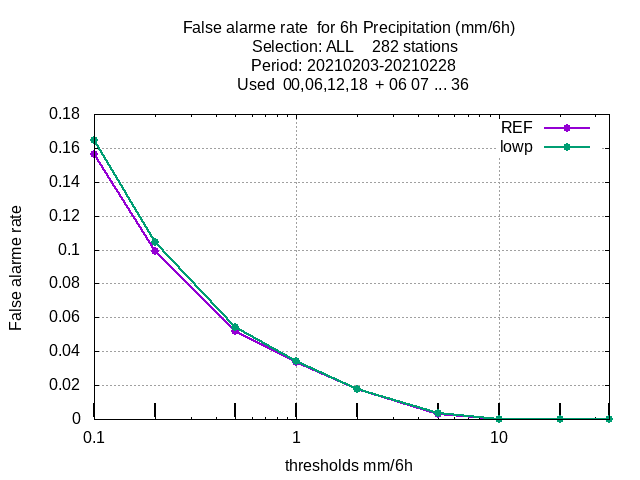 False alarme rate  for 6h Precipitation (mm/6h)
Selection: ALL    282 stations
Period: 20210203-20210228
Used  00,06,12,18  + 06 07 ... 36
REF
lowp
False alarme rate
0.18
0.16
0.14
0.12
0.1
0.08
0.06
0.04
0.02
0
0.1
1
10
thresholds mm/6h